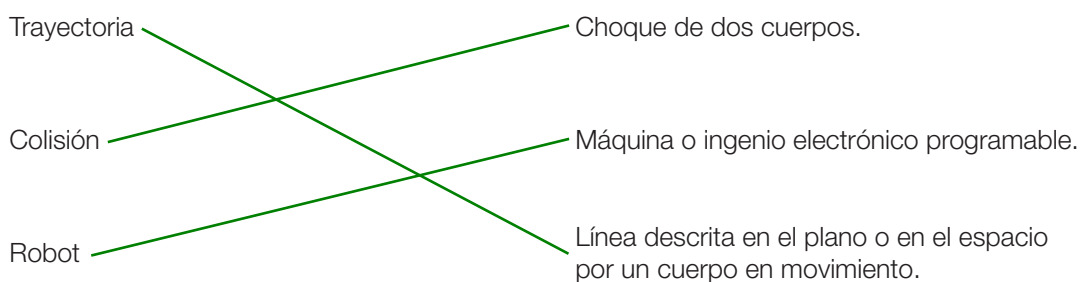 Trayectoria
Choque de dos cuerpos.
Colisión
Máquina o ingenio electrónico programable.
Robot
Línea descrita en el plano o en el espacio
por un cuerpo en movimiento.